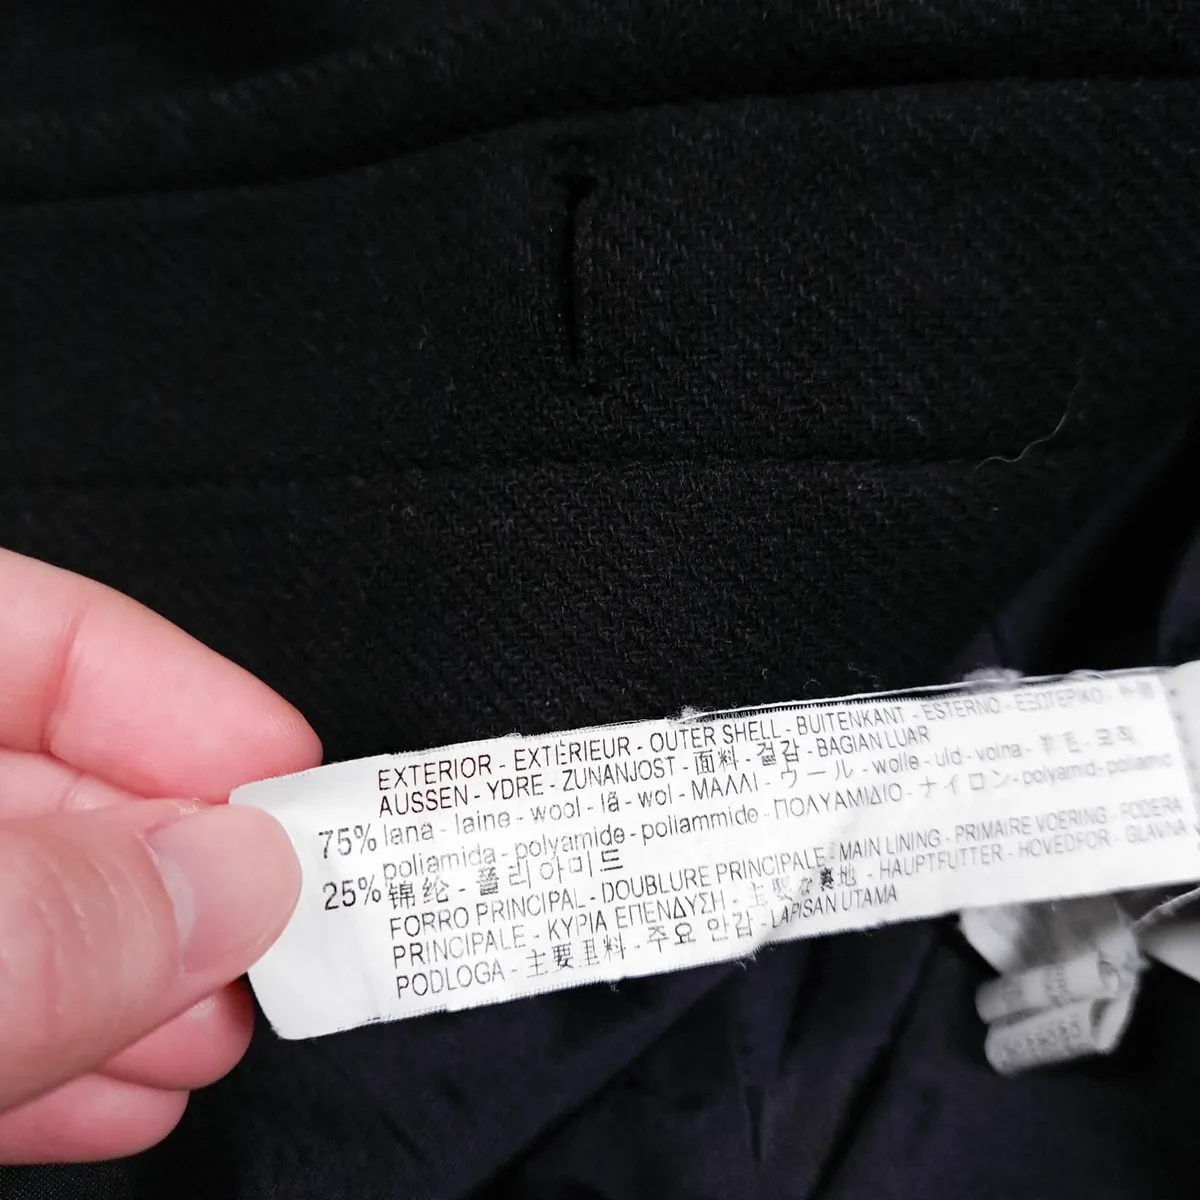 EXTERIOR - EXTÉRIEUR - OUTER SHELL - BUITENKANT - ESTERNO - ΕΞΩΤΕΡΙΚΟ - 外譜
AUSSEN - YDRE - ZUNANJOST - 面料 - 겉감 - BAGIAN LUAR
75% lana - laine - wool - lã - wol - ΜΑΛΛΙ - ウール - wolle - uld - volna - 羊毛 - 모직
poliamida - polyamide - poliammide - ΠΟΛΥΑΜΙΔΙΟ - ナイロン - polyamid - poliamid
25% 锦纶 - 폴리아미드
FORRO PRINCIPAL - DOUBLURE PRINCIPALE - MAIN LINING - PRIMAIRE VOERING - FODERA
PRINCIPALE - ΚΥΡΙΑ ΕΠΕΝΔΥΣΗ - 主要な裏地 - HAUPTFUTTER - HOVEDFOR - GLAVNA
PODLOGA - 主要里料 - 주요 안감 - LAPISAN UTAMA